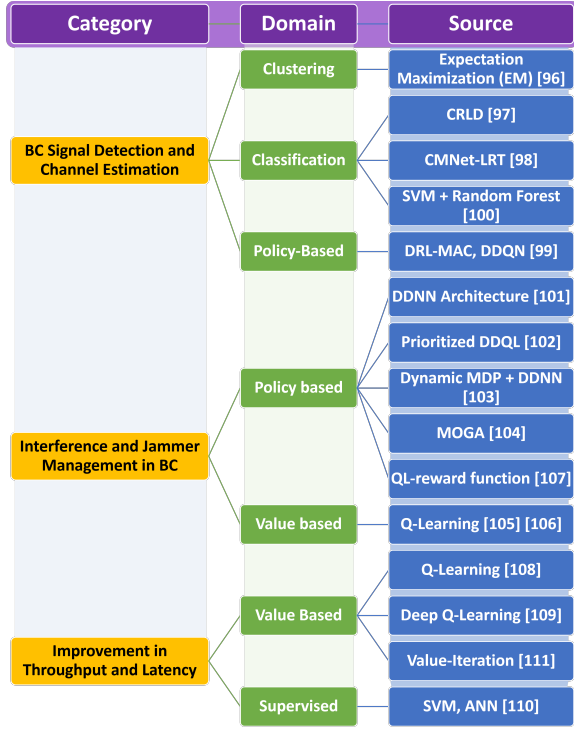 Category
Domain
Source
BC Signal Detection and
Channel Estimation
Clustering
Expectation
Maximization (EM) [96]
Classification
CRLD [97]
CMNet-LRT [98]
SVM + Random Forest
[100]
Policy-Based
DRL-MAC, DDQN [99]
Interference and Jammer
Management in BC
Policy based
DDNN Architecture [101]
Prioritized DDQL [102]
Dynamic MDP + DDNN
[103]
MOGA [104]
QL-reward function [107]
Value based
Q-Learning [105] [106]
Improvement in
Throughput and Latency
Value Based
Q-Learning [108]
Deep Q-Learning [109]
Value-Iteration [111]
Supervised
SVM, ANN [110]